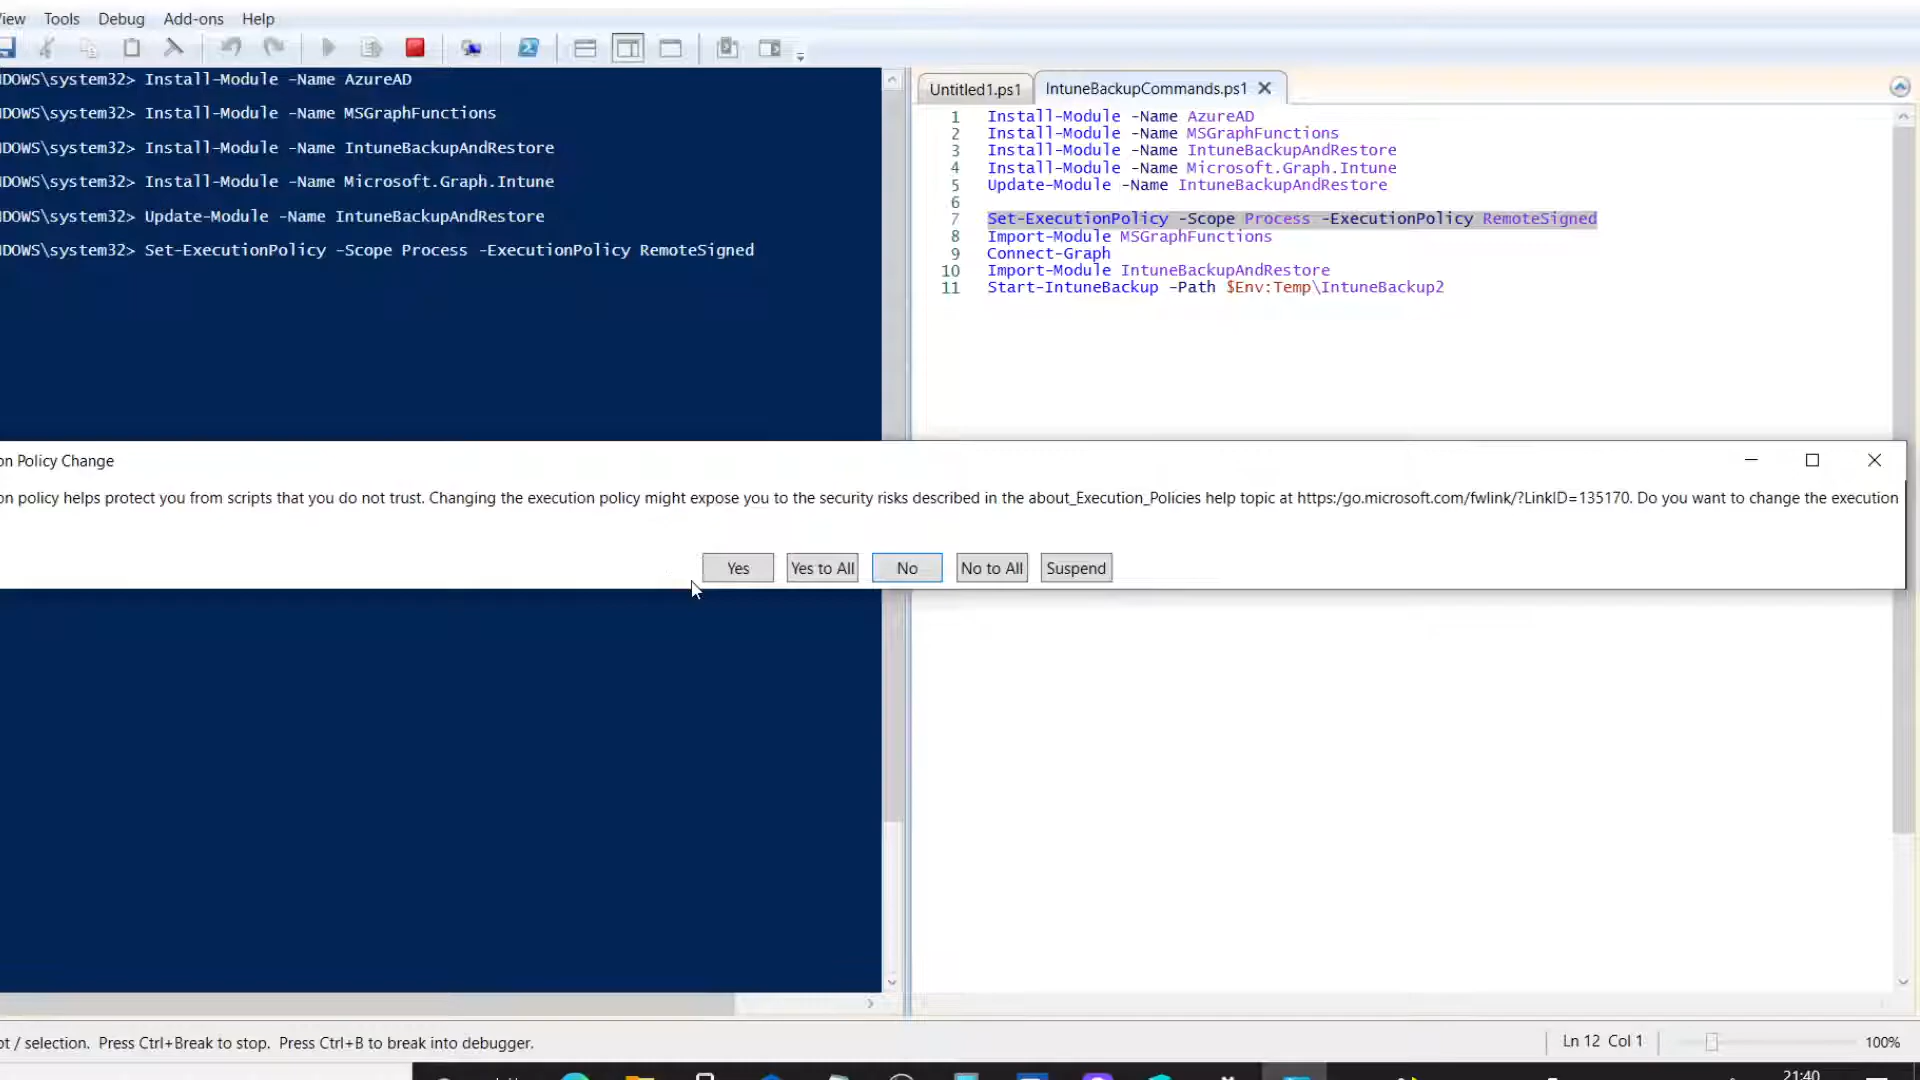 View Tools Debug Add-ons Help
DOWS\system32> Install-Module -Name AzureAD
DOWS\system32> Install-Module -Name MSGraphFunctions
DOWS\system32> Install-Module -Name IntuneBackupAndRestore
DOWS\system32> Install-Module -Name Microsoft.Graph.Intune
DOWS\system32> Update-Module -Name IntuneBackupAndRestore
DOWS\system32> Set-ExecutionPolicy -Scope Process -ExecutionPolicy RemoteSigned
Untitled1.ps1 IntuneBackupCommands.ps1
1 Install-Module -Name AzureAD
2 Install-Module -Name MSGraphFunctions
3 Install-Module -Name IntuneBackupAndRestore
4 Install-Module -Name Microsoft.Graph.Intune
5 Update-Module -Name IntuneBackupAndRestore
6
7 Set-ExecutionPolicy -Scope Process -ExecutionPolicy RemoteSigned
8 Import-Module MSGraphFunctions
9 Connect-Graph
10 Import-Module IntuneBackupAndRestore
11 Start-IntuneBackup -Path $Env:Temp\IntuneBackup2
on Policy Change
on policy helps protect you from scripts that you do not trust. Changing the execution policy might expose you to the security risks described in the about_Execution_Policies help topic at https:/go.microsoft.com/fwlink/?LinkID=135170. Do you want to change the execution
Yes Yes to All No No to All Suspend
pt / selection. Press Ctrl+Break to stop. Press Ctrl+B to break into debugger.
Ln 12 Col 1 100%
21:40